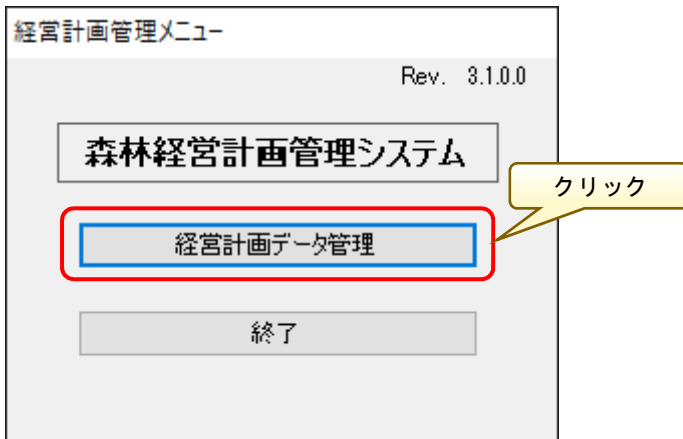 経営計画管理メニュー
Rev. 3.1.0.0
森林経営計画管理システム
クリック
経営計画データ管理
終了